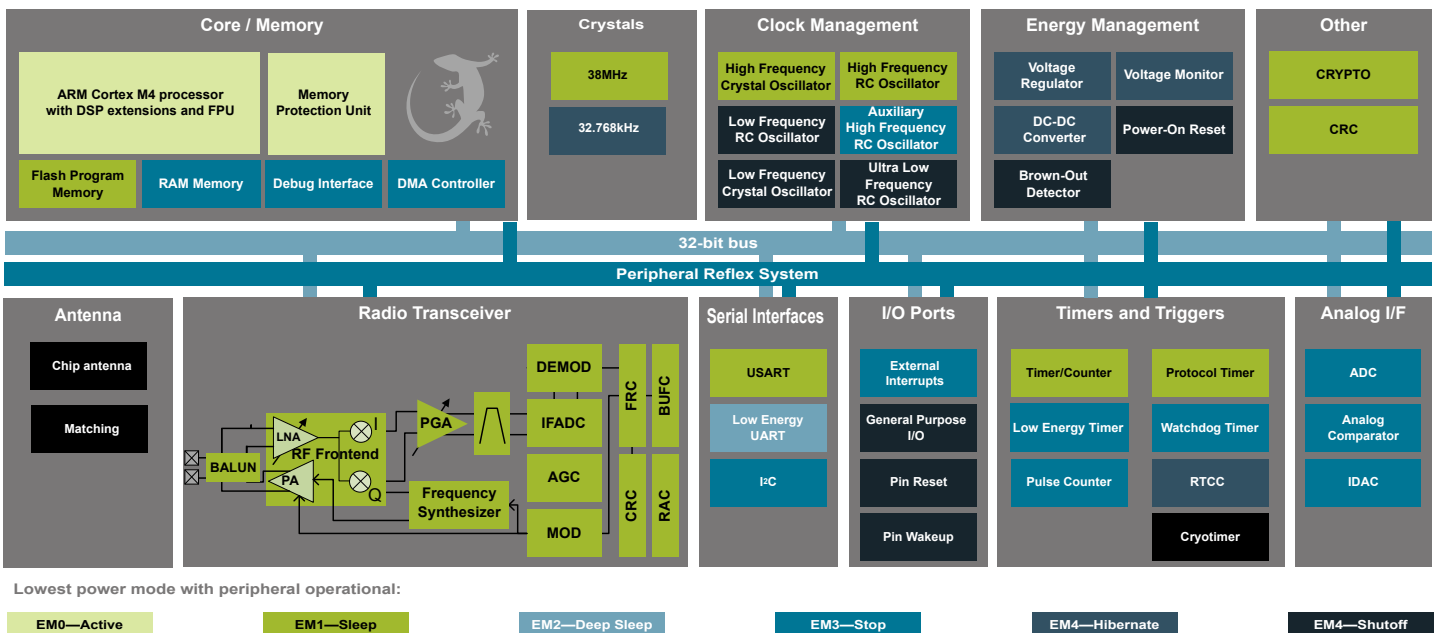 Core / Memory
ARM Cortex M4 processor
with DSP extensions and FPU
Memory
Protection Unit
Flash Program
Memory
RAM Memory
Debug Interface
DMA Controller
Crystals
38MHz
32.768kHz
Clock Management
High Frequency
Crystal Oscillator
High Frequency
RC Oscillator
Low Frequency
RC Oscillator
Auxiliary
High Frequency
RC Oscillator
Low Frequency
Crystal Oscillator
Ultra Low
Frequency
RC Oscillator
Energy Management
Voltage
Regulator
Voltage Monitor
DC-DC
Converter
Power-On Reset
Brown-Out
Detector
Other
CRYPTO
CRC
32-bit bus
Peripheral Reflex System
Antenna
Chip antenna
Matching
Radio Transceiver
BALUN
LNA
RF Frontend
PA
I
Q
PGA
Frequency
Synthesizer
DEMOD
IFADC
AGC
MOD
FRC
BUFC
CRC
RAC
Serial Interfaces
USART
Low Energy
UART
I²C
I/O Ports
External
Interrupts
General Purpose
I/O
Pin Reset
Pin Wakeup
Timers and Triggers
Timer/Counter
Protocol Timer
Low Energy Timer
Watchdog Timer
Pulse Counter
RTCC
Cryotimer
Analog I/F
ADC
Analog
Comparator
IDAC
Lowest power mode with peripheral operational:
EM0—Active
EM1—Sleep
EM2—Deep Sleep
EM3—Stop
EM4—Hibernate
EM4—Shutoff